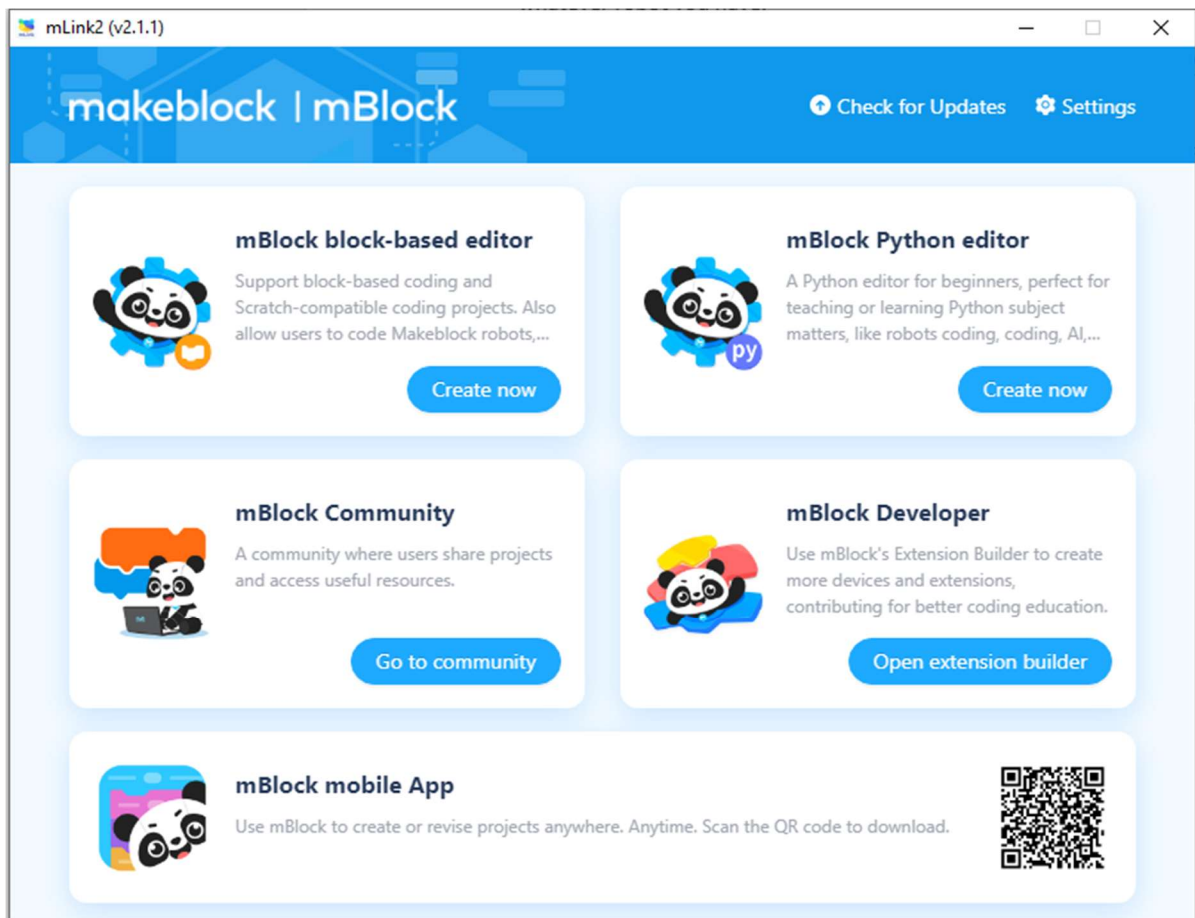 mLink2 (v2.1.1)
makeblock | mBlock
Check for Updates
Settings
mBlock block-based editor
Support block-based coding and
Scratch-compatible coding projects. Also
allow users to code Makeblock robots,...
Create now
mBlock Python editor
A Python editor for beginners, perfect for
teaching or learning Python subject
matters, like robots coding, coding, AI,...
py
Create now
mBlock Community
A community where users share projects
and access useful resources.
Go to community
mBlock Developer
Use mBlock's Extension Builder to create
more devices and extensions,
contributing for better coding education.
Open extension builder
mBlock mobile App
Use mBlock to create or revise projects anywhere. Anytime. Scan the QR code to download.